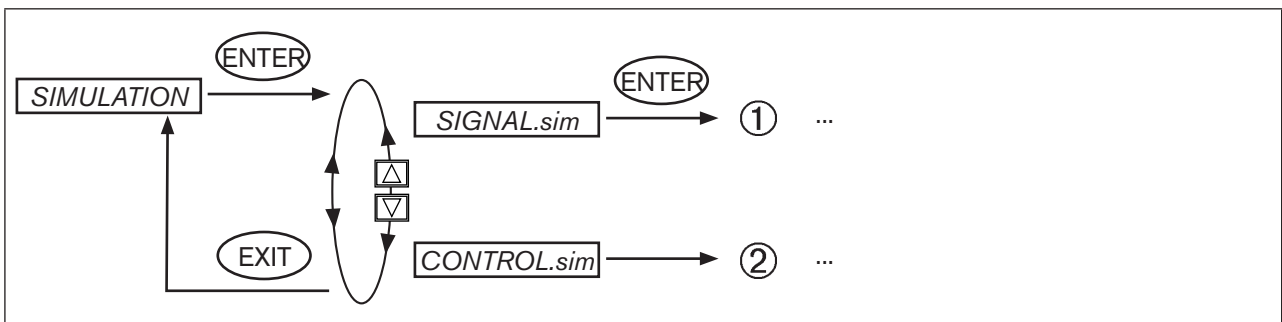 ENTER
SIMULATION
ENTER
SIGNAL.sim
① ...
EXIT
CONTROL.sim
② ...